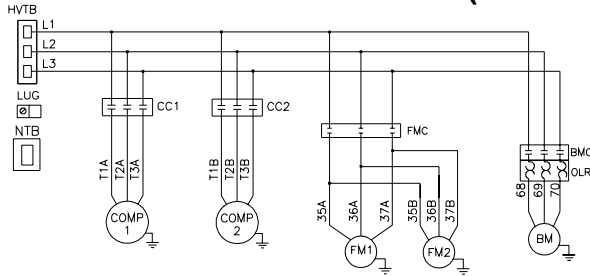 HVTB
L1
L2
L3
LUG
NTB
CC1
CC2
FMC
BMC
OLR
T1A
T2A
T3A
T1B
T2B
T3B
35A
36A
37A
35B
36B
37B
68
69
70
COMP
1
COMP
2
FM1
FM2
BM